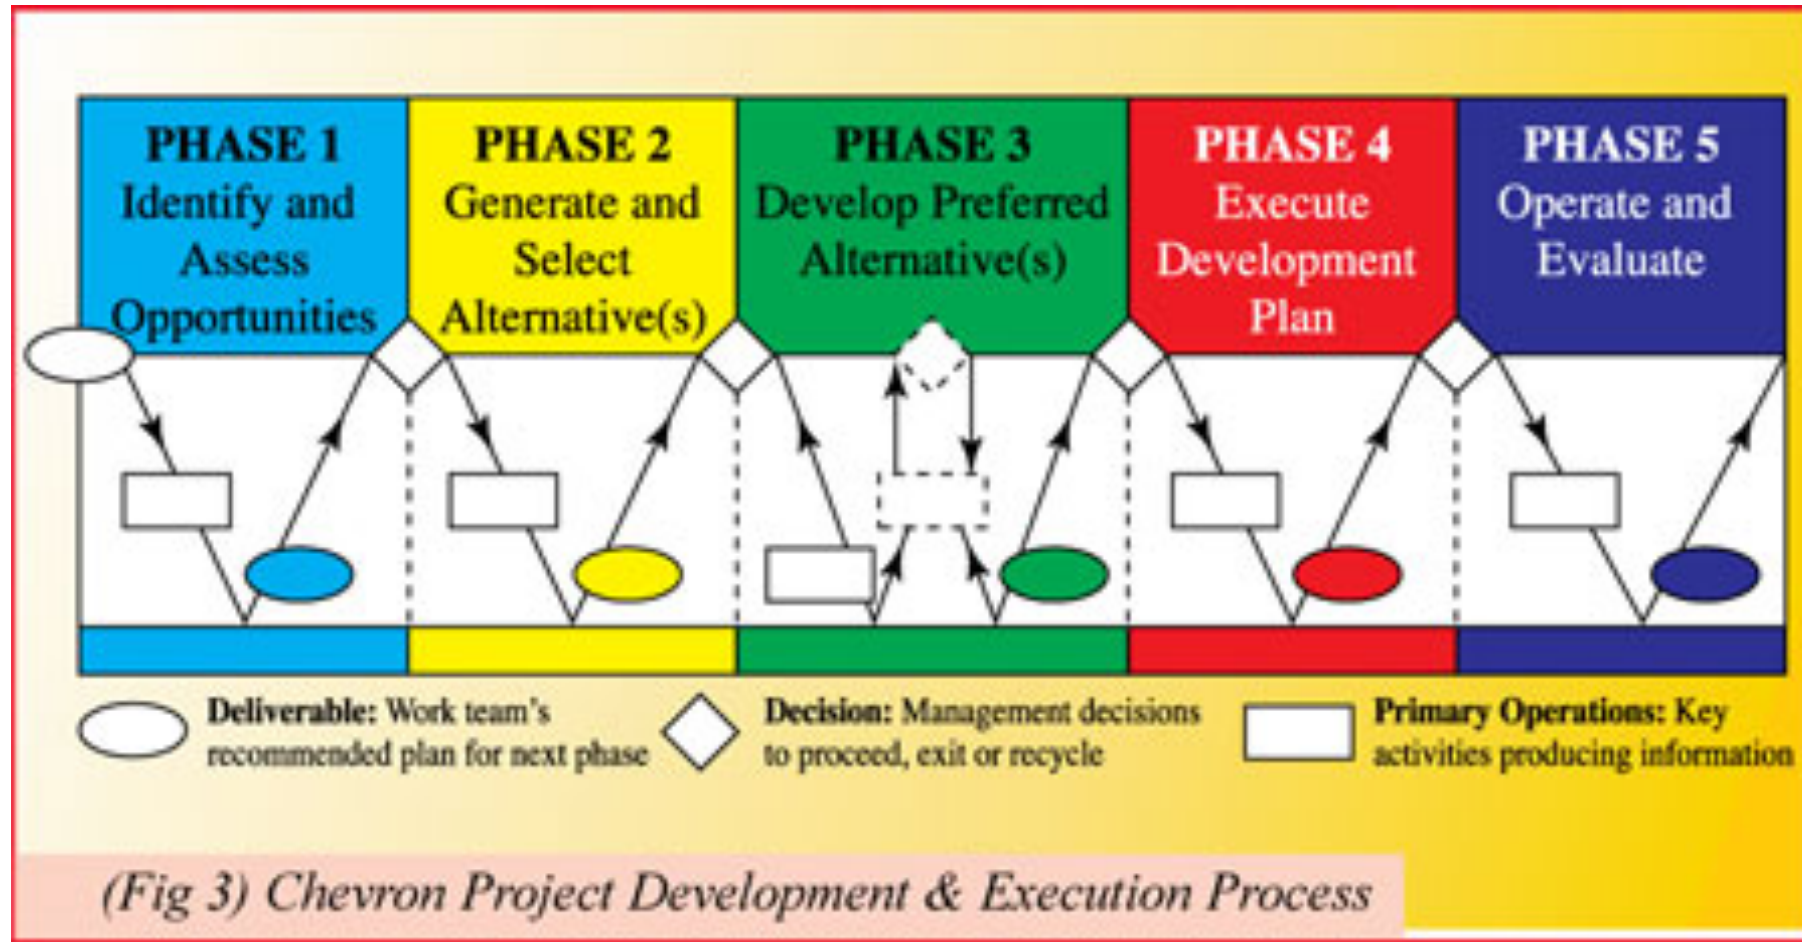 PHASE 1
Identify and
Assess
Opportunities
PHASE 2
Generate and
Select
Alternative(s)
PHASE 3
Develop Preferred
Alternative(s)
PHASE 4
Execute
Development
Plan
PHASE 5
Operate and
Evaluate
Deliverable: Work team's
recommended plan for next phase
Decision: Management decisions
to proceed, exit or recycle
Primary Operations: Key
activities producing information
(Fig 3) Chevron Project Development & Execution Process